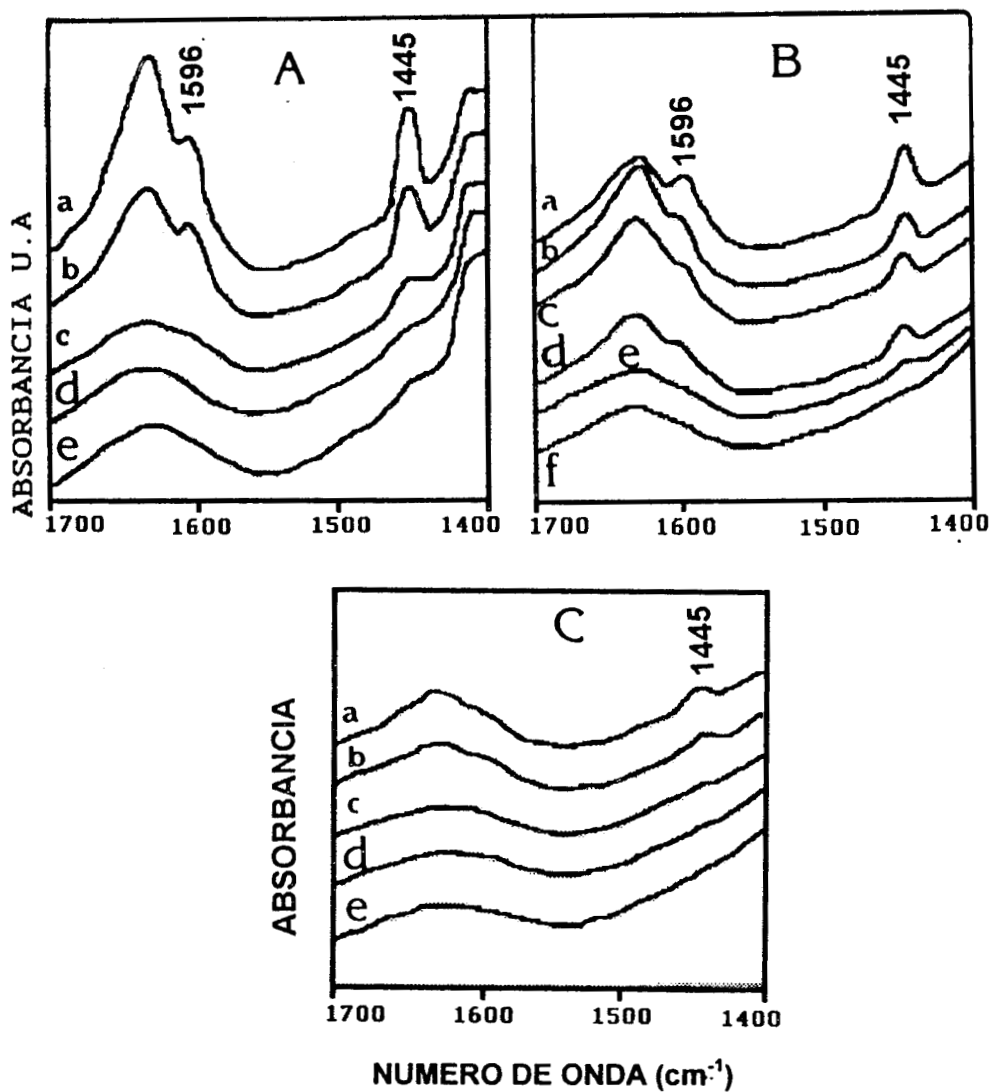 A
1596
1445
a
b
c
d
e
ABSORBANCIA U.A
1700 1600 1500 1400
B
1596
1445
a
b
c
d
e
f
1700 1600 1500 1400
C
1445
a
b
c
d
e
ABSORBANCIA
1700 1600 1500 1400
NUMERO DE ONDA (cm⁻¹)